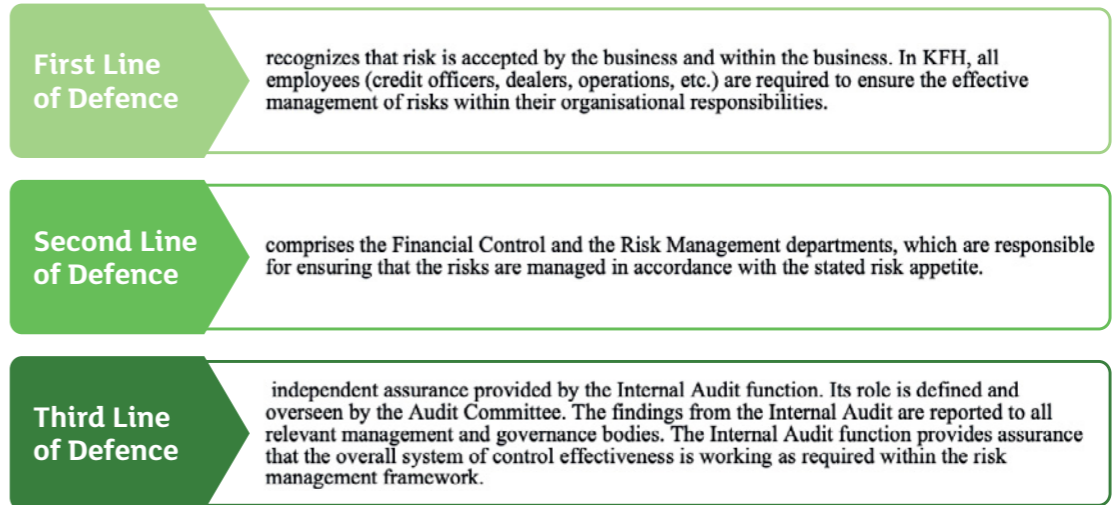 First Line
of Defence
recognizes that risk is accepted by the business and within the business. In KFH, all
employees (credit officers, dealers, operations, etc.) are required to ensure the effective
management of risks within their organisational responsibilities.
Second Line
of Defence
comprises the Financial Control and the Risk Management departments, which are responsible
for ensuring that the risks are managed in accordance with the stated risk appetite.
Third Line
of Defence
independent assurance provided by the Internal Audit function. Its role is defined and
overseen by the Audit Committee. The findings from the Internal Audit are reported to all
relevant management and governance bodies. The Internal Audit function provides assurance
that the overall system of control effectiveness is working as required within the risk
management framework.